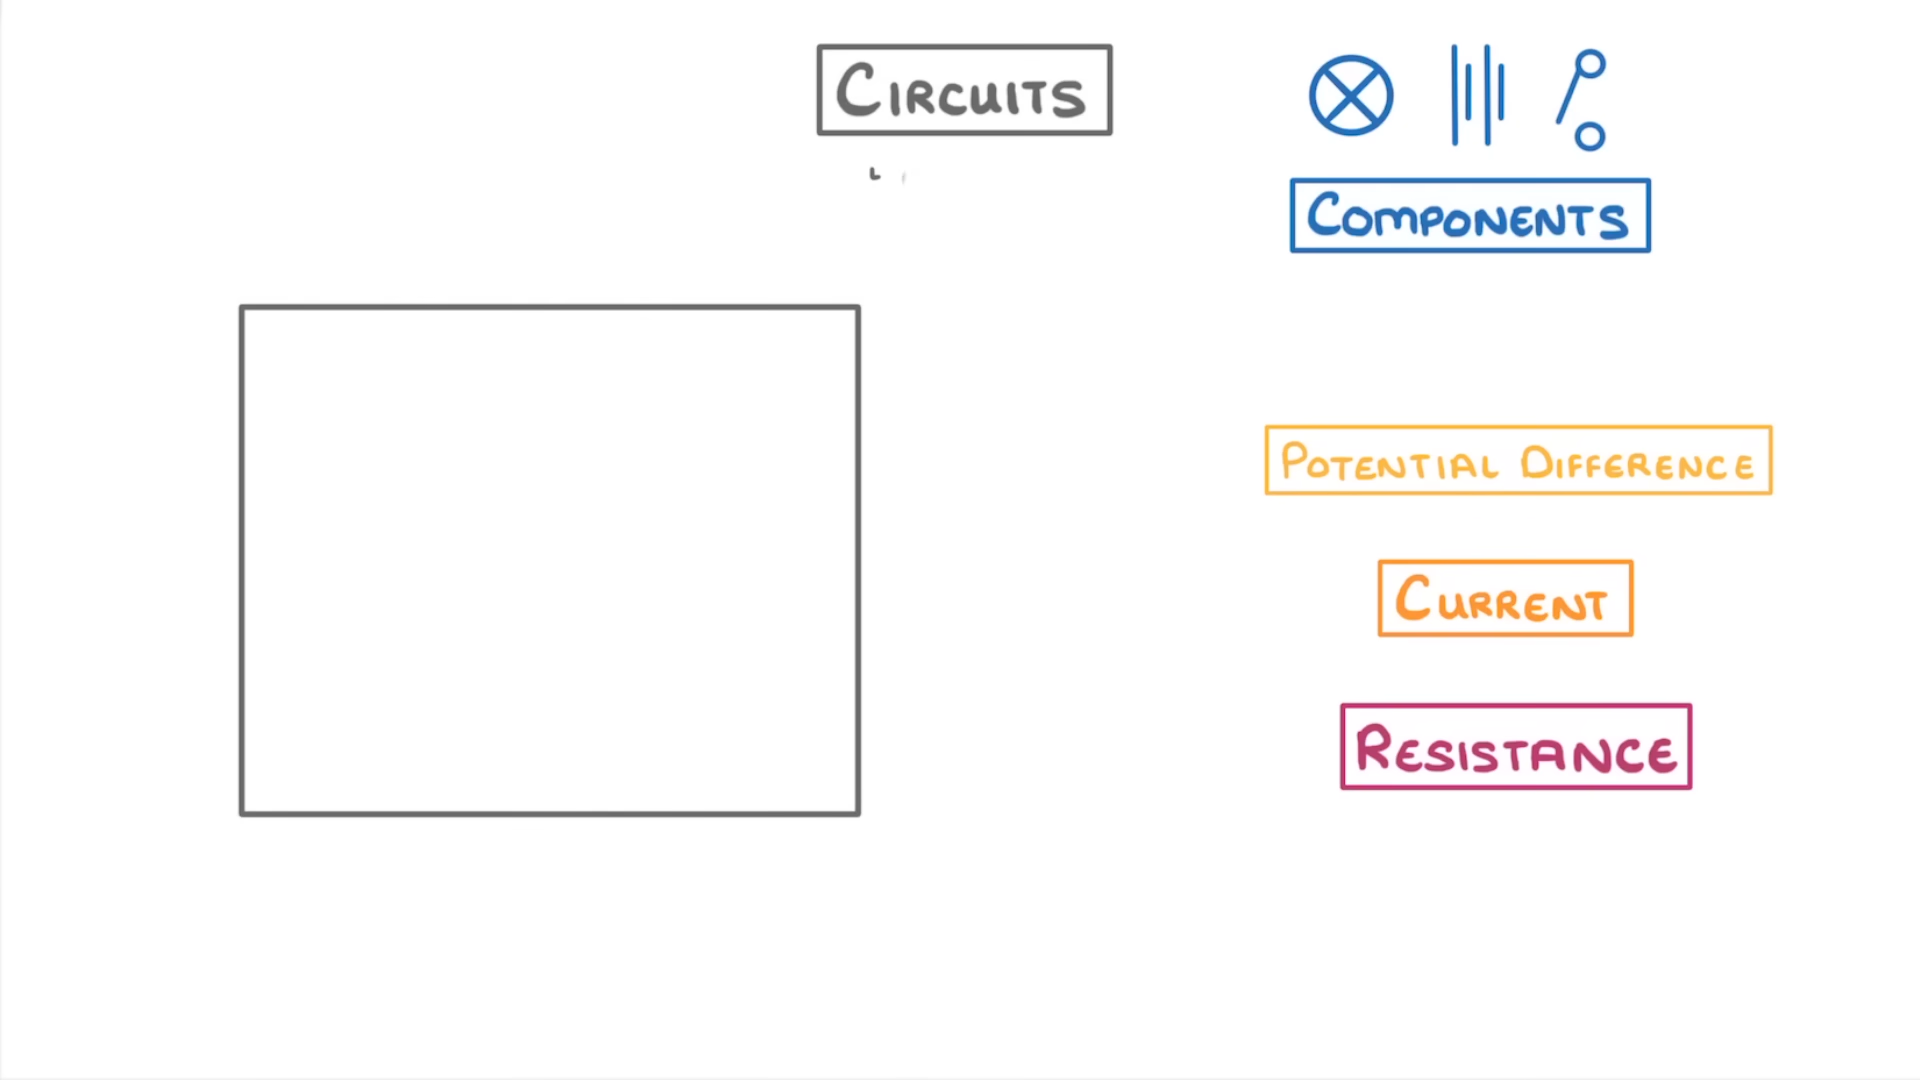 Circuits
Components
Potential Difference
Current
Resistance